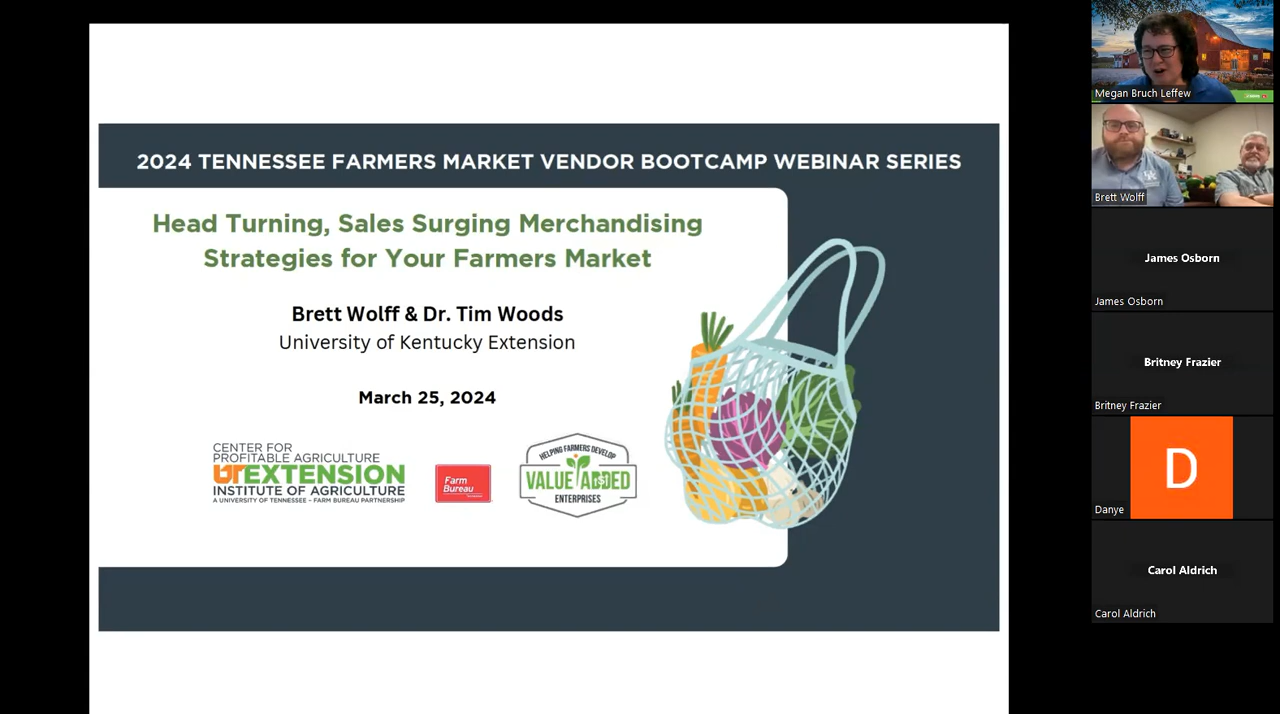 2024 TENNESSEE FARMERS MARKET VENDOR BOOTCAMP WEBINAR SERIES
Head Turning, Sales Surging Merchandising
Strategies for Your Farmers Market
Brett Wolff & Dr. Tim Woods
University of Kentucky Extension
March 25, 2024
CENTER FOR
PROFITABLE AGRICULTURE
UT EXTENSION
INSTITUTE OF AGRICULTURE
A UNIVERSITY OF TENNESSEE – FARM BUREAU PARTNERSHIP
Farm
Bureau
HELPING FARMERS DEVELOP
VALUE ADDED
ENTERPRISES
Megan Bruch Leffew
Brett Wolff
James Osborn
James Osborn
Britney Frazier
Britney Frazier
D
Danye
Carol Aldrich
Carol Aldrich